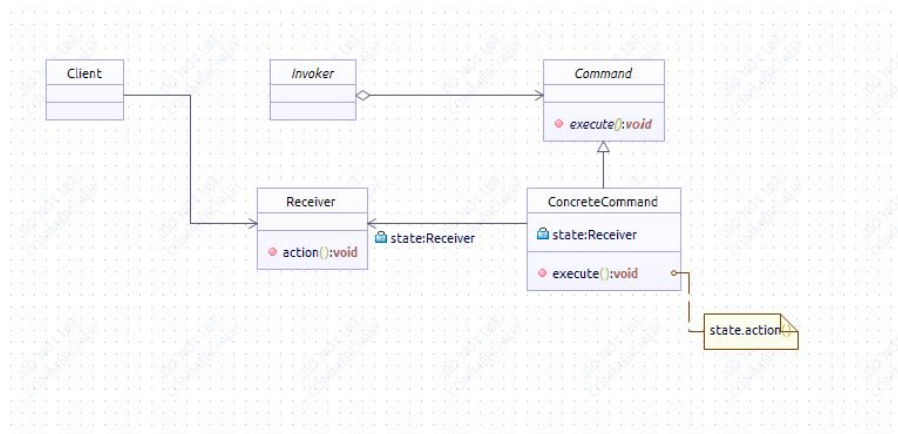 Client
Invoker
Command
execute():void
Receiver
action():void
state:Receiver
ConcreteCommand
state:Receiver
execute():void
state.action()